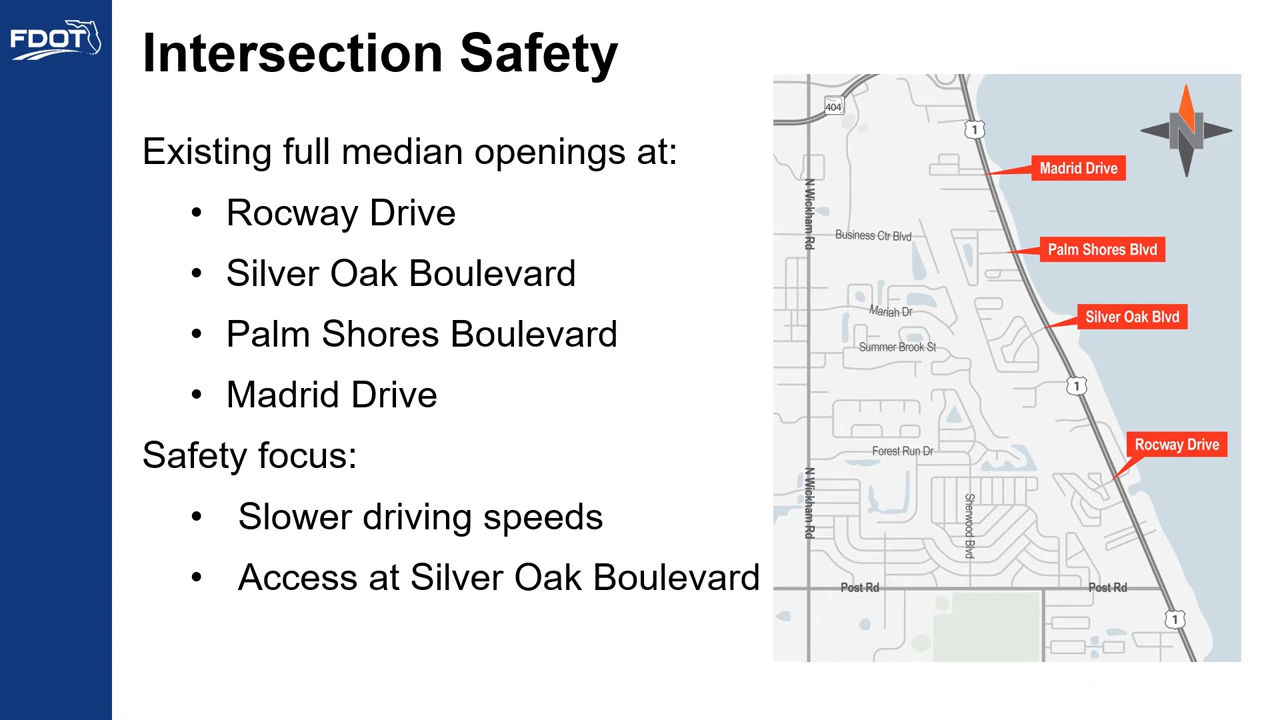 FDOT
Intersection Safety
Existing full median openings at:
• Rocway Drive
• Silver Oak Boulevard
• Palm Shores Boulevard
• Madrid Drive
Safety focus:
• Slower driving speeds
• Access at Silver Oak Boulevard
404
1
N
Madrid Drive
N Wickham Rd
Business Ctr Blvd
Palm Shores Blvd
Mariah Dr
Silver Oak Blvd
Summer Brook St
1
Rocway Drive
Forest Run Dr
N Wickham Rd
Sherwood Blvd
Post Rd
Post Rd
1